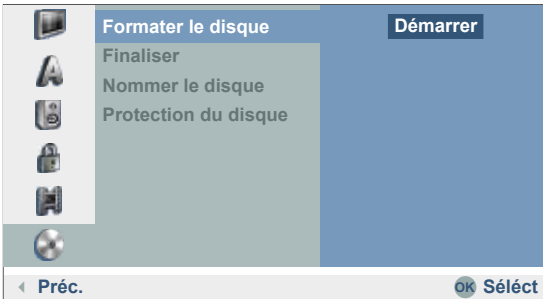 Formater le disque
Démarrer
Finaliser
Nommer le disque
Protection du disque
Préc.
OK Séléct